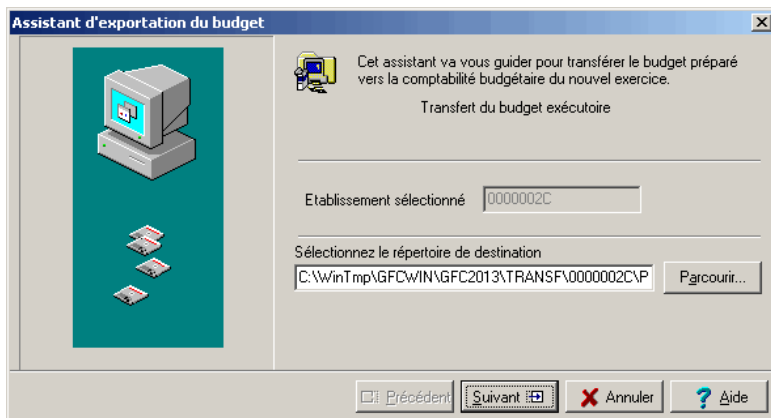 Assistant d'exportation du budget
Cet assistant va vous guider pour transférer le budget préparé
vers la comptabilité budgétaire du nouvel exercice.
Transfert du budget exécutoire
Etablissement sélectionné 0000002C
Sélectionnez le répertoire de destination
C:\WinTmp\GFCWIN\GFC2013\TRANSF\0000002C\P Parcourir...
Précédent Suivant Annuler ? Aide